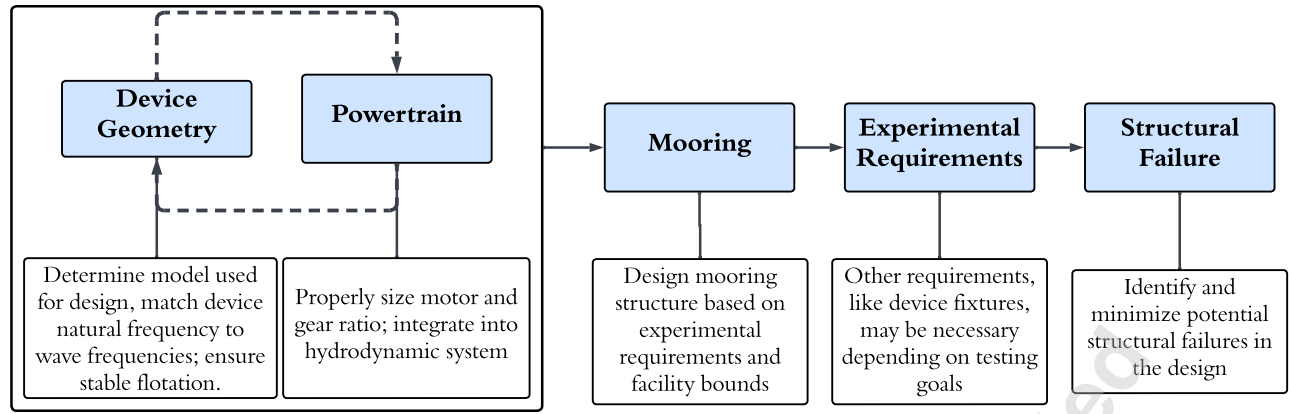 Device
Geometry
Powertrain
Mooring
Experimental
Requirements
Structural
Failure
Determine model used
for design, match device
natural frequency to
wave frequencies; ensure
stable flotation.
Properly size motor and
gear ratio; integrate into
hydrodynamic system
Design mooring
structure based on
experimental
requirements and
facility bounds
Other requirements,
like device fixtures,
may be necessary
depending on testing
goals
Identify and
minimize potential
structural failures in
the design